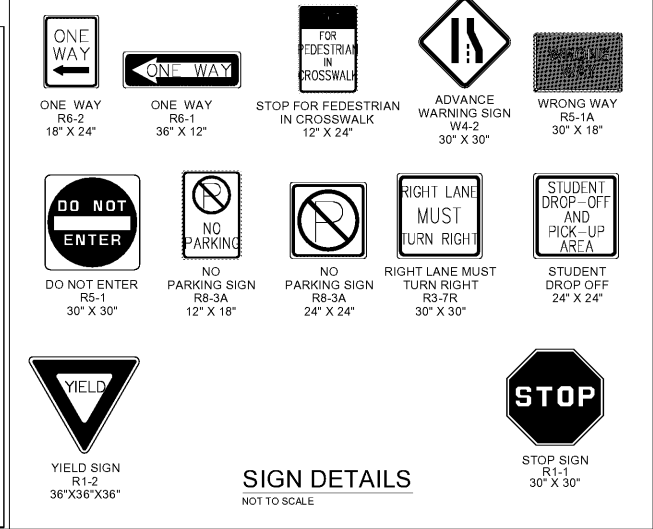 ONE
WAY
ONE WAY
R6-2
18" X 24"
ONE WAY
ONE WAY
R6-1
36" X 12"
FOR
PEDESTRIAN
IN
CROSSWALK
STOP FOR FEDESTRIAN
IN CROSSWALK
12" X 24"
ADVANCE
WARNING SIGN
W4-2
30" X 30"
WRONG WAY
R5-1A
30" X 18"
DO NOT
ENTER
DO NOT ENTER
R5-1
30" X 30"
P
NO
PARKING
NO
PARKING SIGN
R8-3A
12" X 18"
P
NO
PARKING SIGN
R8-3A
24" X 24"
RIGHT LANE
MUST
TURN RIGHT
RIGHT LANE MUST
TURN RIGHT
R3-7R
30" X 30"
STUDENT
DROP-OFF
AND
PICK-UP
AREA
STUDENT
DROP OFF
24" X 24"
YIELD
YIELD SIGN
R1-2
36"X36"X36"
SIGN DETAILS
NOT TO SCALE
STOP
STOP SIGN
R1-1
30" X 30"